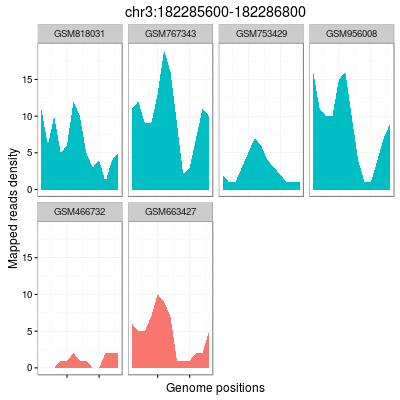 chr3:182285600-182286800
GSM818031 GSM767343 GSM753429 GSM956008
15
10
5
0
GSM466732 GSM663427
15
10
5
0
Mapped reads density
Genome positions